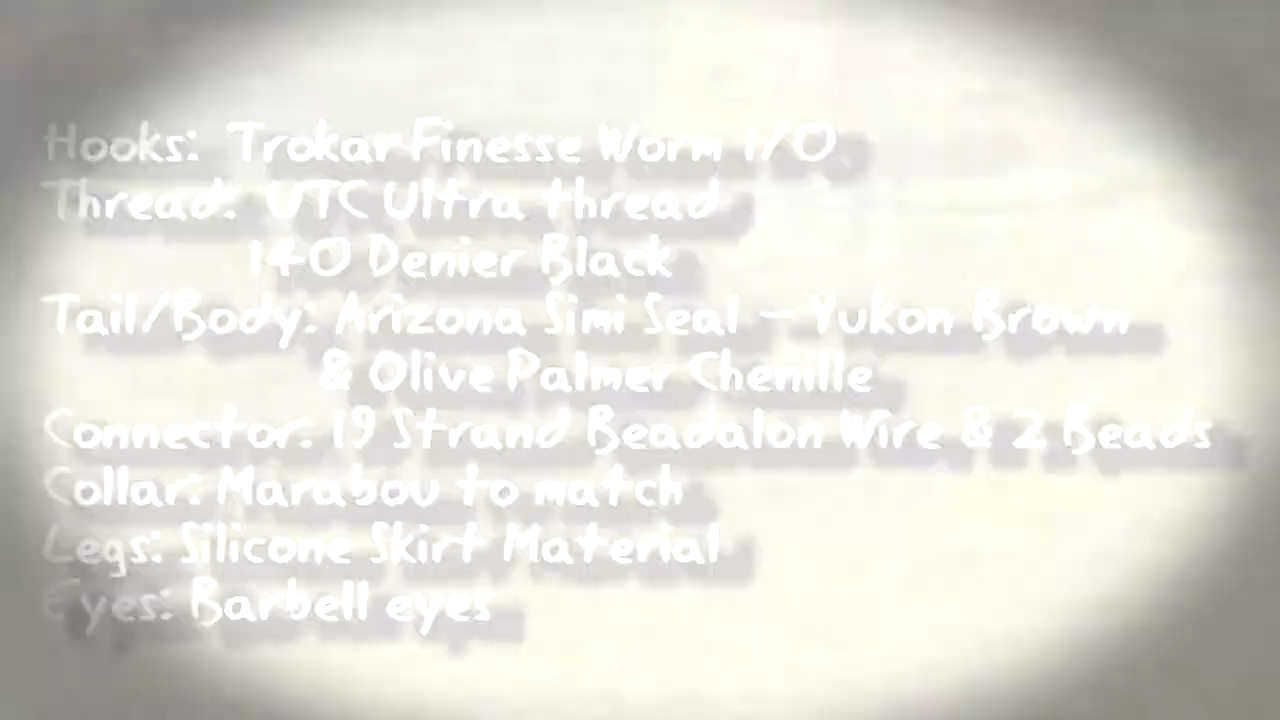 Hooks: Trokar Finesse Worm 1/0
Thread: UTC Ultra thread
140 Denier Black
Tail/Body: Arizona Simi Seal - Yukon Brown
& Olive Palmer Chenille
Connector: 19 Strand Beadalon Wire & 2 Beads
Collar: Marabou to match
Legs: Silicone Skirt Material
Eyes: Barbell eyes